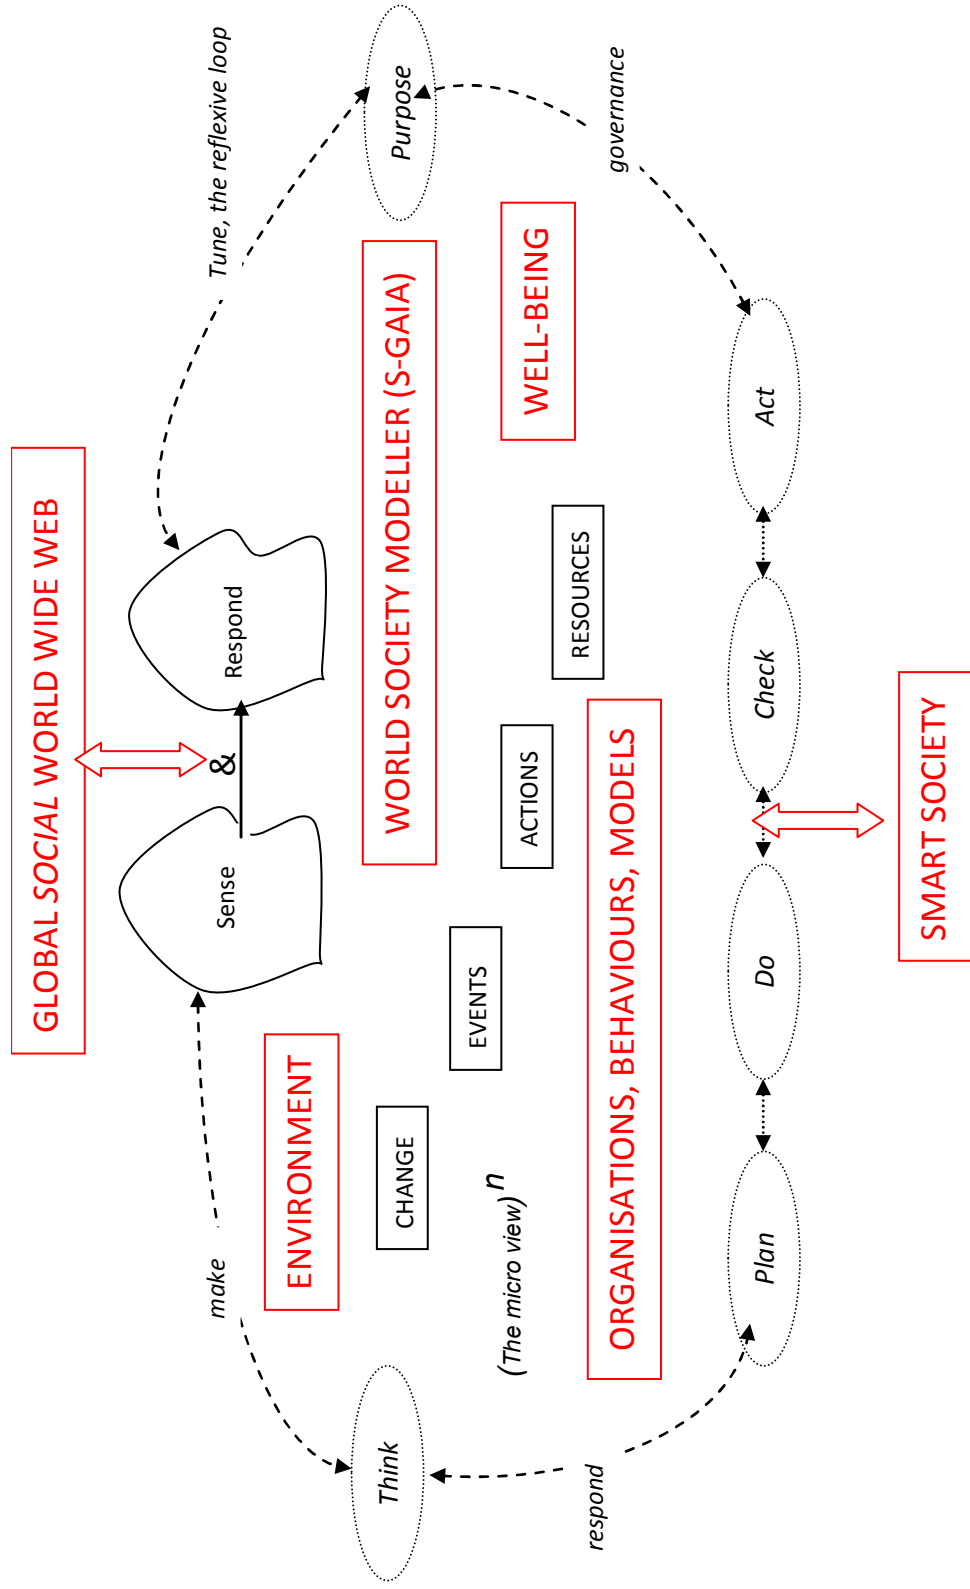 GLOBAL SOCIAL WORLD WIDE WEB
make
Sense
&
Respond
Tune, the reflexive loop
ENVIRONMENT
WORLD SOCIETY MODELLER (S-GAIA)
Think
CHANGE
Purpose
EVENTS
(The micro view)n
ACTIONS
WELL-BEING
RESOURCES
ORGANISATIONS, BEHAVIOURS, MODELS
respond
governance
Plan
Do
Check
Act
SMART SOCIETY